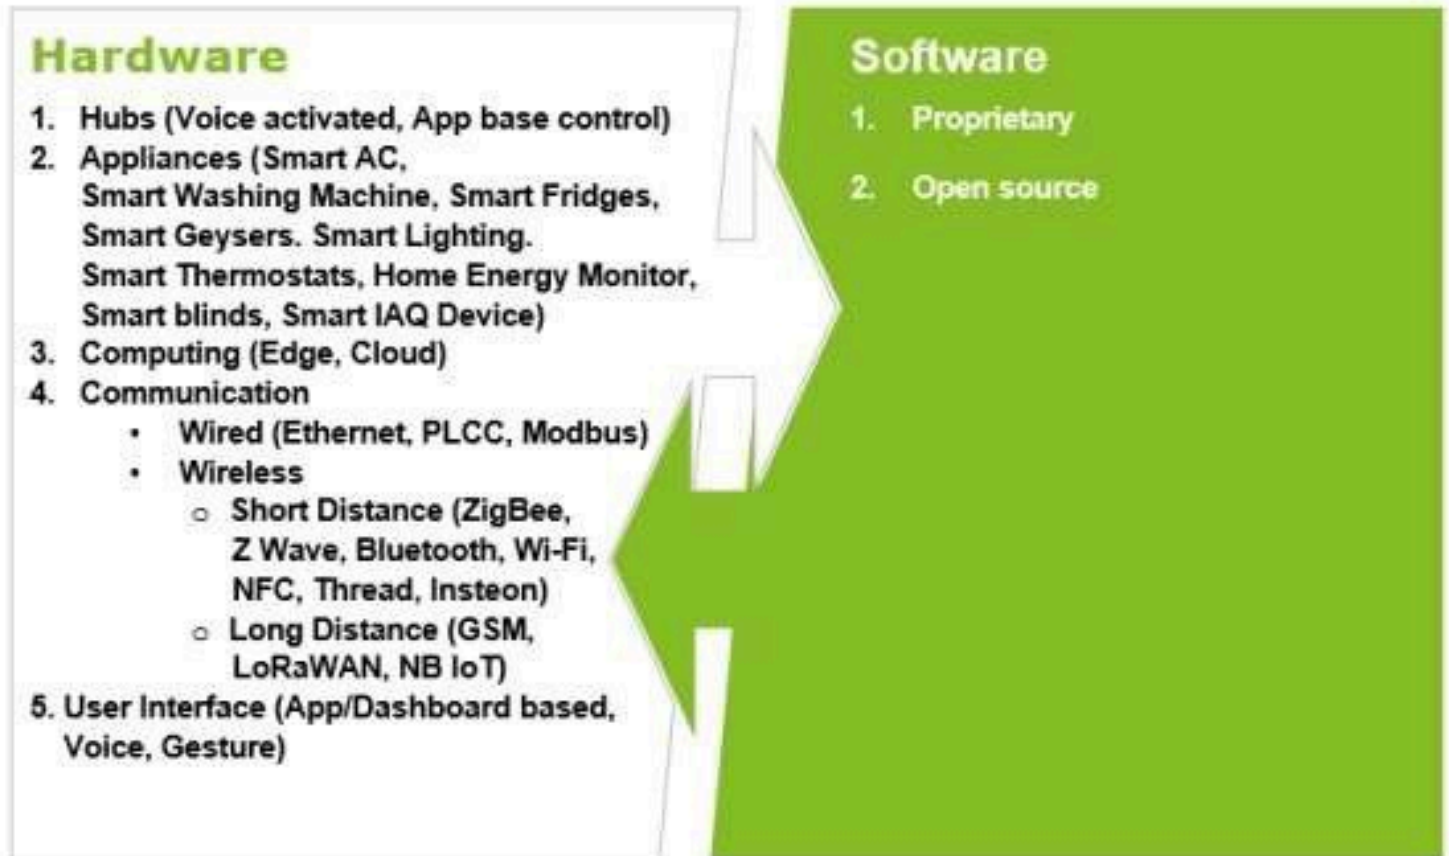 Hardware
1. Hubs (Voice activated, App base control)
2. Appliances (Smart AC,
Smart Washing Machine, Smart Fridges,
Smart Geysers. Smart Lighting.
Smart Thermostats, Home Energy Monitor,
Smart blinds, Smart IAQ Device)
3. Computing (Edge, Cloud)
4. Communication
• Wired (Ethernet, PLCC, Modbus)
• Wireless
o Short Distance (ZigBee,
Z Wave, Bluetooth, Wi-Fi,
NFC, Thread, Insteon)
o Long Distance (GSM,
LoRaWAN, NB IoT)
5. User Interface (App/Dashboard based,
Voice, Gesture)
Software
1. Proprietary
2. Open source